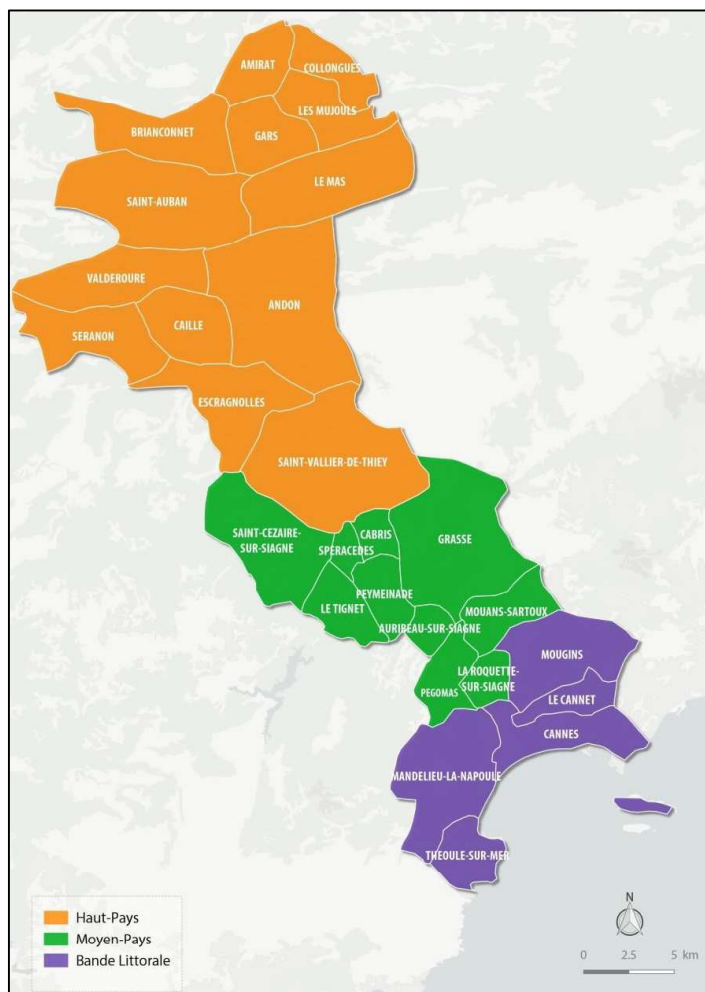 AMIRAT
COLLONGUES
LES MUJOULS
BRIANCONNET
GARS
LE MAS
SAINT-AUBAN
VALDEROURE
ANDON
SERANON
CAILLE
ESCRAGNOLLES
SAINT-VALLIER-DE-THIEY
SAINT-CEZAIRE-
SUR-SIAGNE
CABRIS
SPERACEDES
GRASSE
PEYMEINADE
LE TIGNET
MOUANS-SARTOUX
AURIBEAU-SUR-SIAGNE
MOUGINS
LA ROQUETTE-
SUR-SIAGNE
PEGOMAS
LE CANNET
CANNES
MANDELIEU-LA-NAPOULE
THEOULE-SUR-MER
Haut-Pays
Moyen-Pays
Bande Littorale
N
0 2.5 5 km